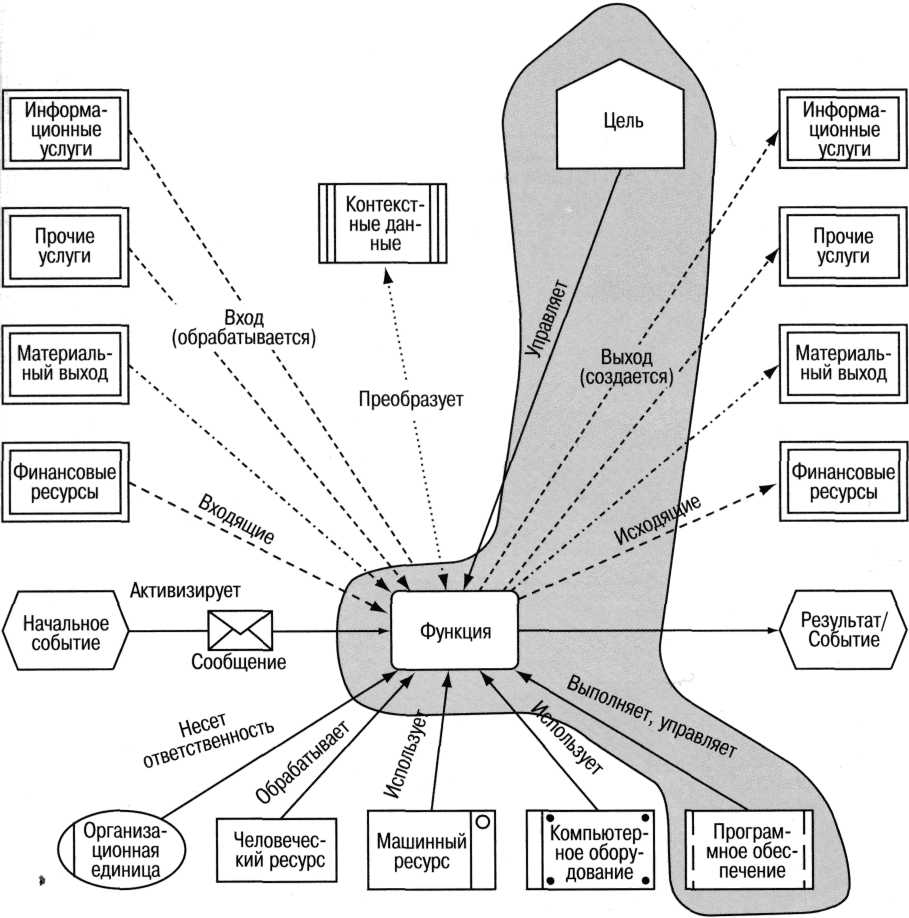 Цель
Информа-
ционные
услуги
Информа-
ционные
услуги
Контекст-
ные дан-
ные
Прочие
услуги
Прочие
услуги
Вход
(обрабатывается)
Управляет
Выход
(создается)
Материаль-
ный выход
Материаль-
ный выход
Преобразует
Финансовые
ресурсы
Финансовые
ресурсы
Входящие
Исходящие
Активизирует
Начальное
событие
Сообщение
Функция
Результат/
Событие
Несет
ответственность
Обрабатывает
Использует
Использует
Выполняет, управляет
Организа-
ционная
единица
Человечес-
кий ресурс
Машинный
ресурс
Компьютер-
ное обору-
дование
Програм-
мное обес-
печение